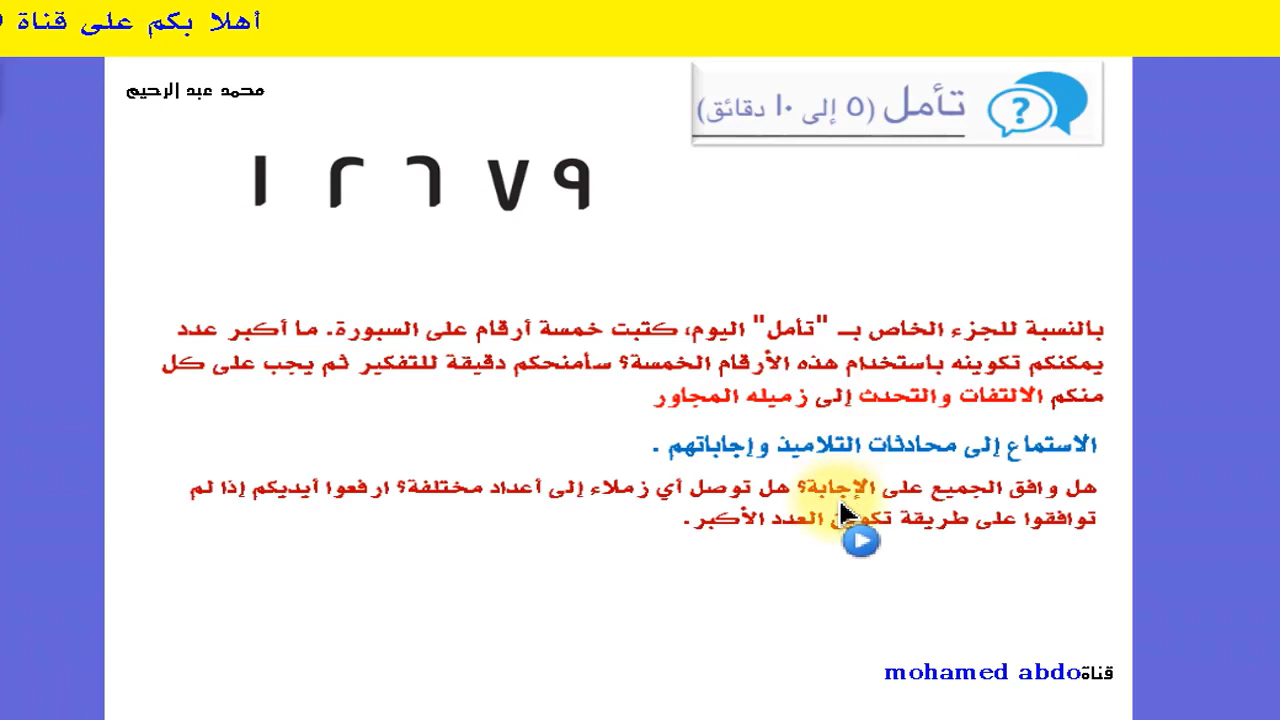 أهلا بكم على قناة
محمد عبد الرحيم
تأمل (٥ إلى ١٠ دقائق)
١ ٢ ٦ ٧ ٩
بالنسبة للجزء الخاص بـ "تأمل" اليوم، كتبت خمسة أرقام على السبورة. ما أكبر عدد
يمكنكم تكوينه باستخدام هذه الأرقام الخمسة؟ سأمنحكم دقيقة للتفكير ثم يجب على كل
منكم الالتفات والتحدث إلى زميله المجاور
الاستماع إلى محادثات التلاميذ وإجاباتهم .
هل وافق الجميع على الإجابة؟ هل توصل أي زملاء إلى أعداد مختلفة؟ ارفعوا أيديكم إذا لم
توافقوا على طريقة تكوين العدد الأكبر.
قناة mohamed abdo